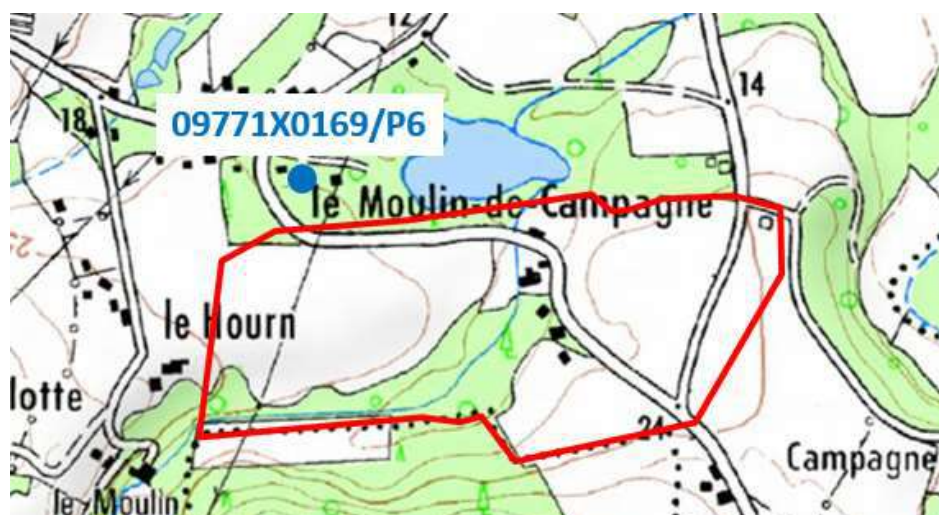 12
14
18
09771X0169/P6
le Moulin-de-Campagne
le Hourn
lotte
24
Campagne
le Moulin